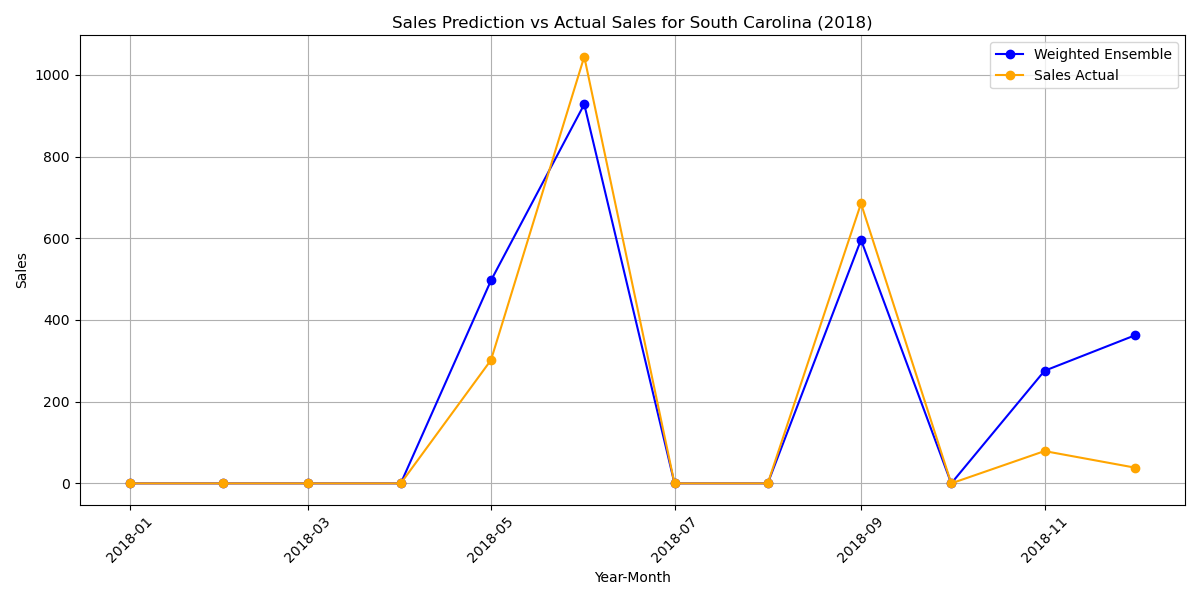 Sales Prediction vs Actual Sales for South Carolina (2018)
Weighted Ensemble
Sales Actual
Sales
1000
800
600
400
200
0
2018-01
2018-03
2018-05
2018-07
2018-09
2018-11
Year-Month